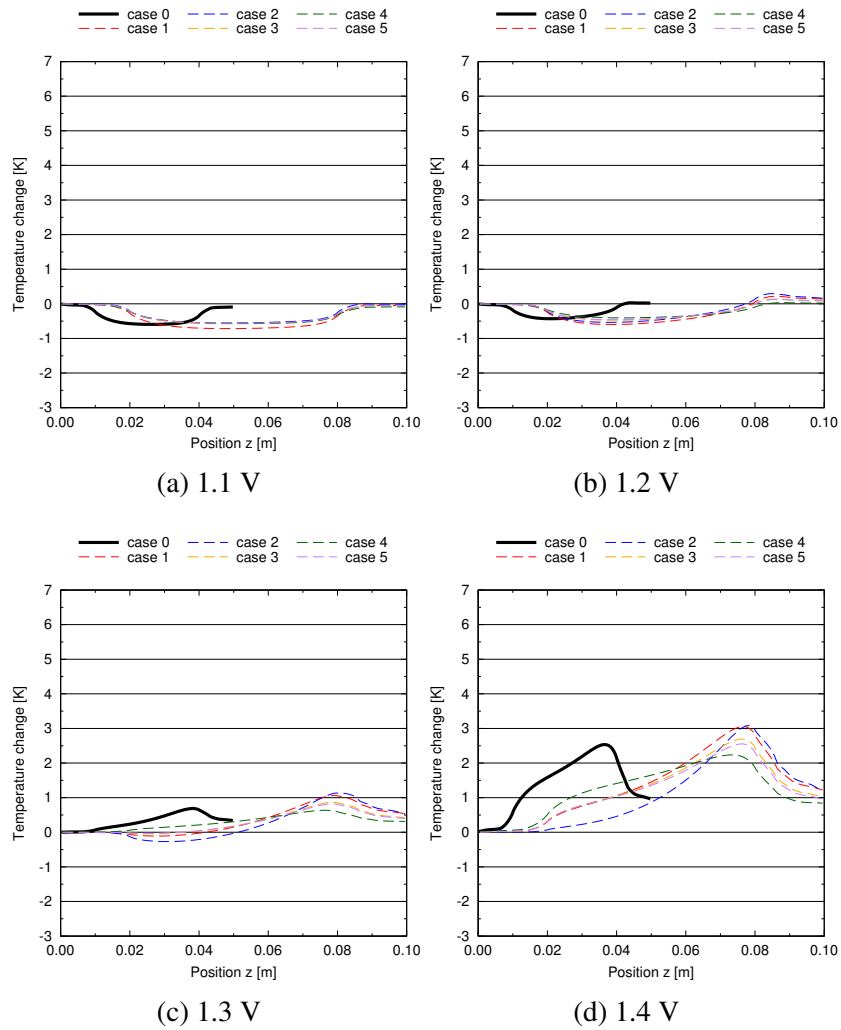 case 0 case 2 case 4
case 1 case 3 case 5
7
6
5
4
3
2
1
0
-1
-2
-3
Temperature change [K]
0.00 0.02 0.04 0.06 0.08 0.10
Position z [m]
(a) 1.1 V
case 0 case 2 case 4
case 1 case 3 case 5
7
6
5
4
3
2
1
0
-1
-2
-3
Temperature change [K]
0.00 0.02 0.04 0.06 0.08 0.10
Position z [m]
(b) 1.2 V
case 0 case 2 case 4
case 1 case 3 case 5
7
6
5
4
3
2
1
0
-1
-2
-3
Temperature change [K]
0.00 0.02 0.04 0.06 0.08 0.10
Position z [m]
(c) 1.3 V
case 0 case 2 case 4
case 1 case 3 case 5
7
6
5
4
3
2
1
0
-1
-2
-3
Temperature change [K]
0.00 0.02 0.04 0.06 0.08 0.10
Position z [m]
(d) 1.4 V